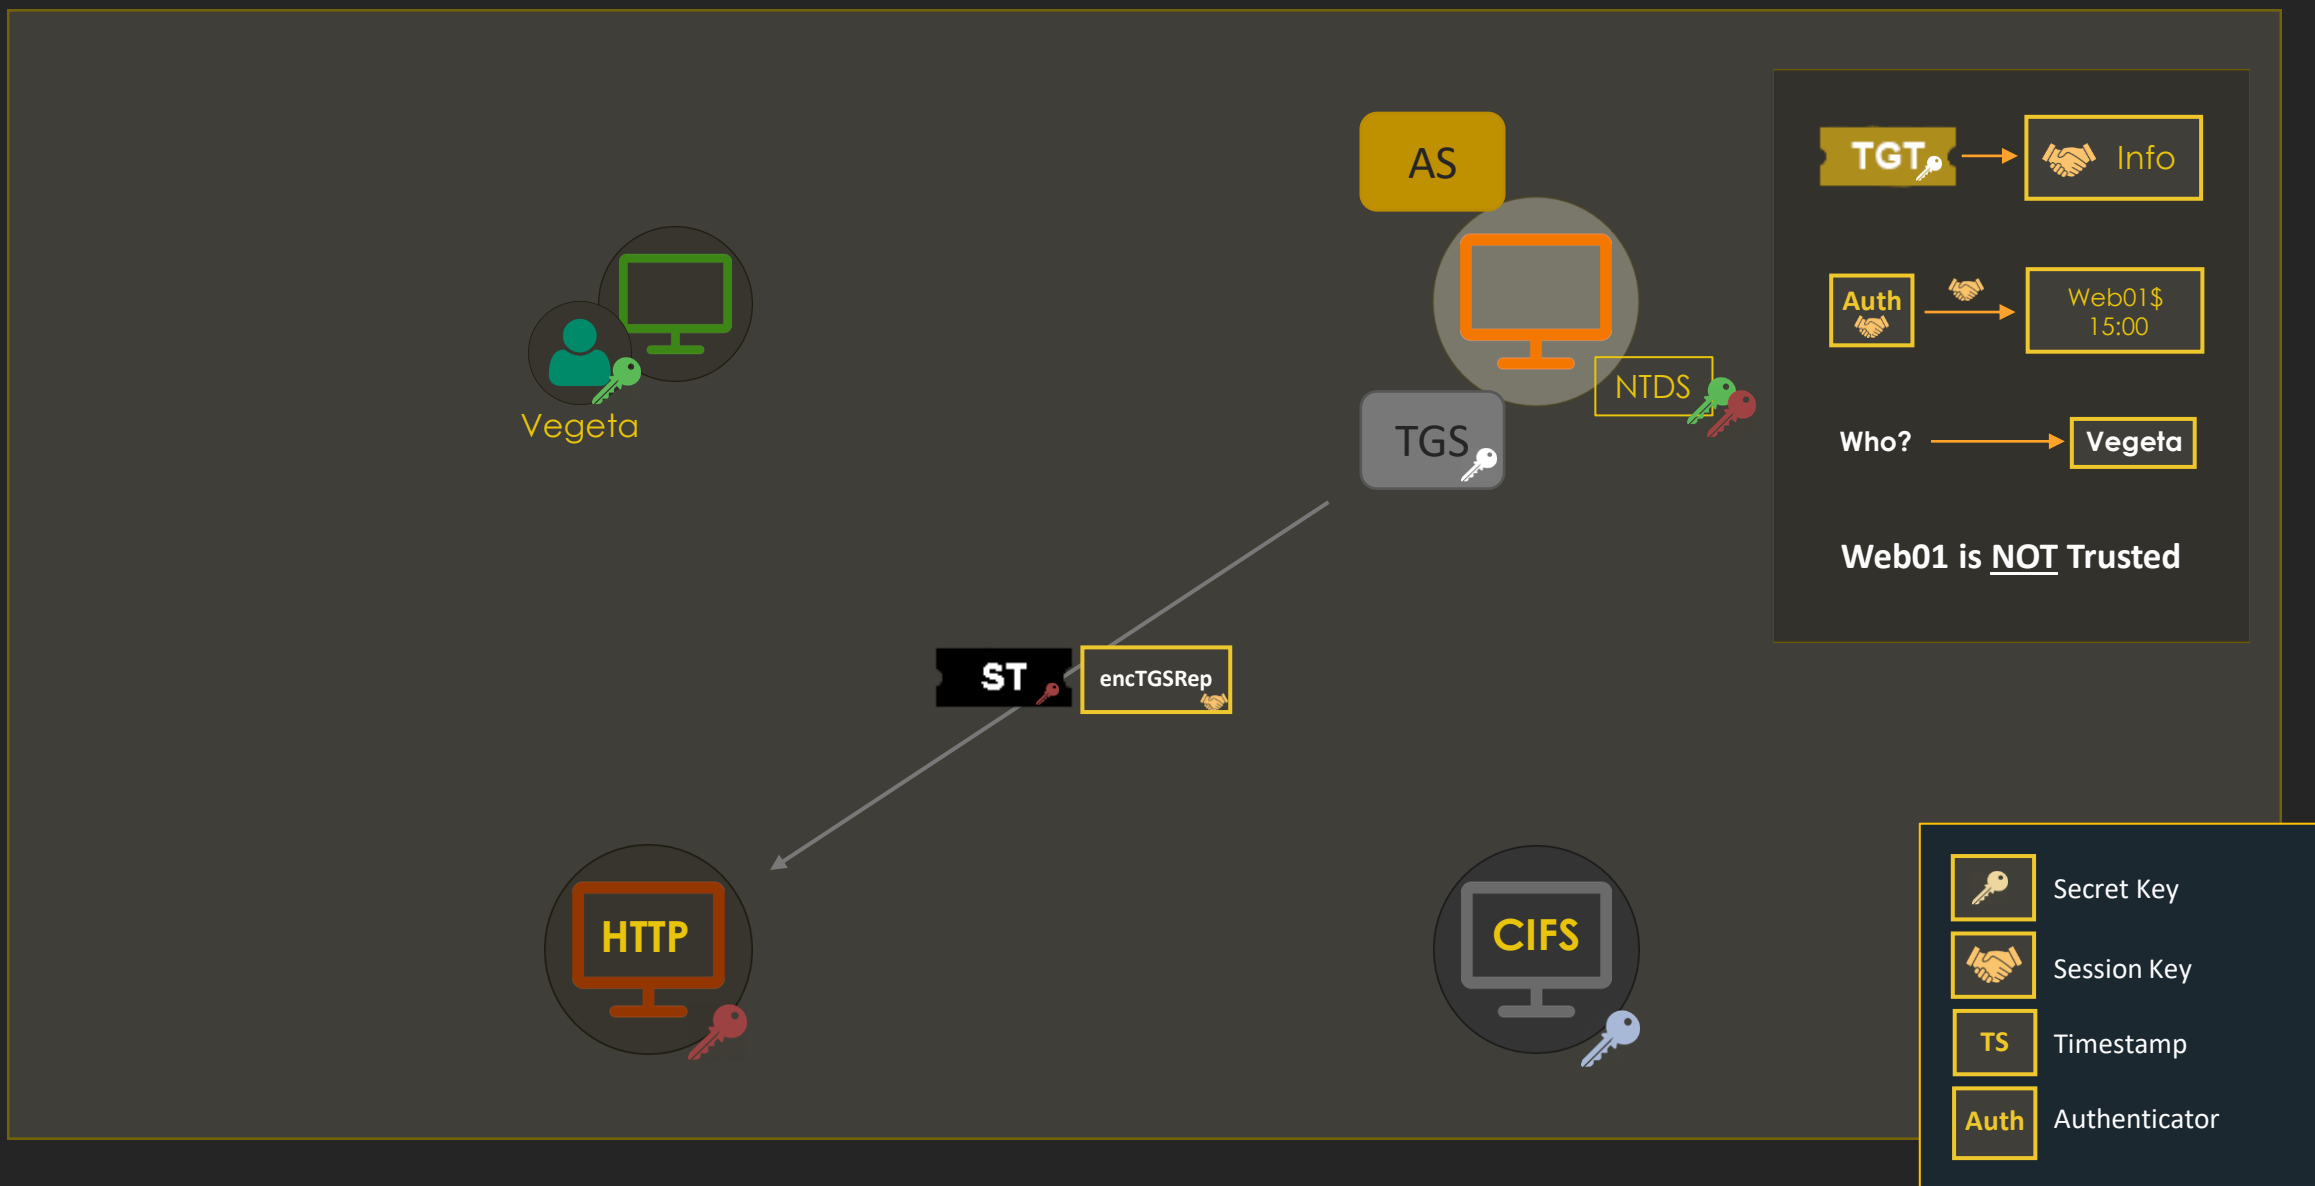 AS
TGT
Info
Auth
Web01$
15:00
Vegeta
NTDS
TGS
Who?
Vegeta
Web01 is NOT Trusted
ST
encTGSRep
HTTP
CIFS
Secret Key
Session Key
TS
Timestamp
Auth
Authenticator